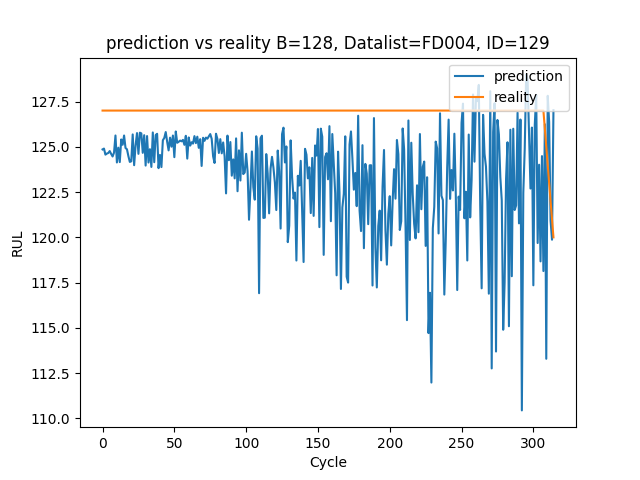 prediction vs reality B=128, Datalist=FD004, ID=129
prediction
reality
127.5
125.0
122.5
120.0
117.5
115.0
112.5
110.0
RUL
0 50 100 150 200 250 300
Cycle